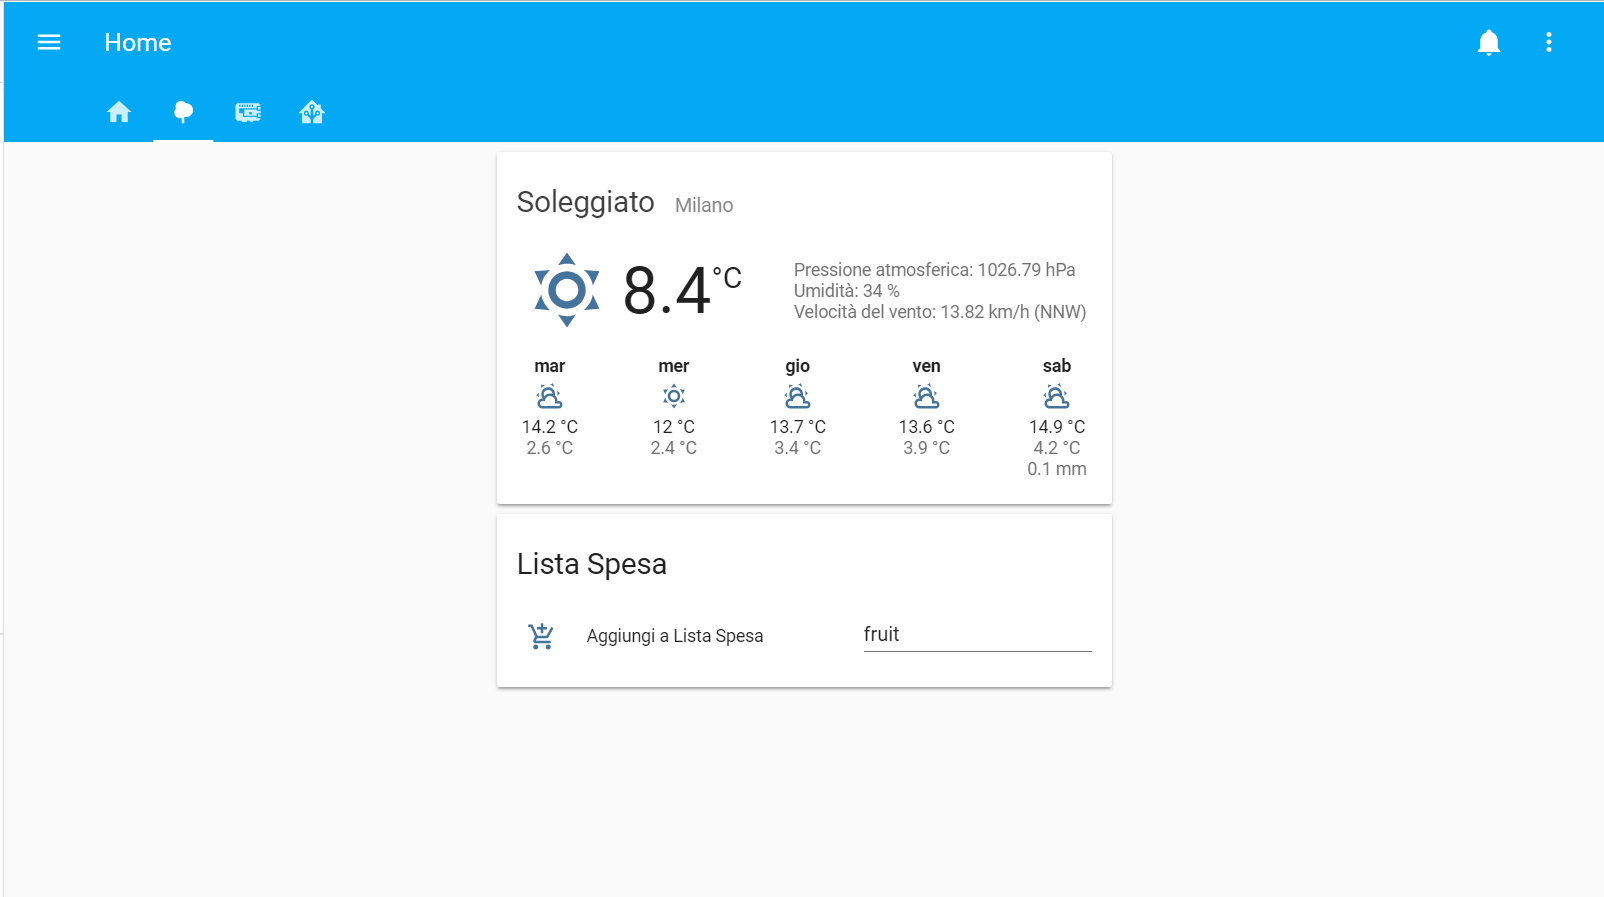 Home
Soleggiato Milano
8.4 °C
Pressione atmosferica: 1026.79 hPa
Umidità: 34 %
Velocità del vento: 13.82 km/h (NNW)
mar mer gio ven sab
14.2 °C 12 °C 13.7 °C 13.6 °C 14.9 °C
2.6 °C 2.4 °C 3.4 °C 3.9 °C 4.2 °C
0.1 mm
Lista Spesa
Aggiungi a Lista Spesa fruit